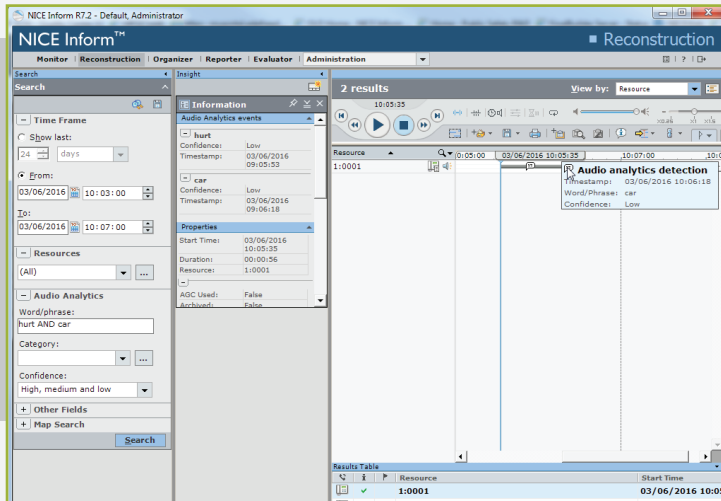 NICE Inform R7.2 - Default, Administrator
NICE Inform™
Reconstruction
Monitor Reconstruction Organizer Reporter Evaluator Administration
Search
Search
Time Frame
Show last:
24 days
From:
03/06/2016 10:03:00
To:
03/06/2016 10:07:00
Resources
(All)
...
Audio Analytics
Word/phrase:
hurt AND car
Category:
...
Confidence:
High, medium and low
Other Fields
Map Search
Search
Insight
Information
Audio Analytics events
hurt
Confidence: Low
Timestamp: 03/06/2016
09:05:53
car
Confidence: Low
Timestamp: 03/06/2016
09:06:18
Properties
Start Time: 03/06/2016
10:05:35
Duration: 00:00:56
Resource: 1:0001
AGC Used: False
Archived: False
2 results
View by: Resource
10:05:35
Resource
0:05:00 03/06/2016 10:05:35 10:07:00
1:0001
Audio analytics detection
Timestamp: 03/06/2016 10:06:18
Word/Phrase: car
Confidence: Low
Results Table
Resource Start Time
1:0001 03/06/2016 10:05